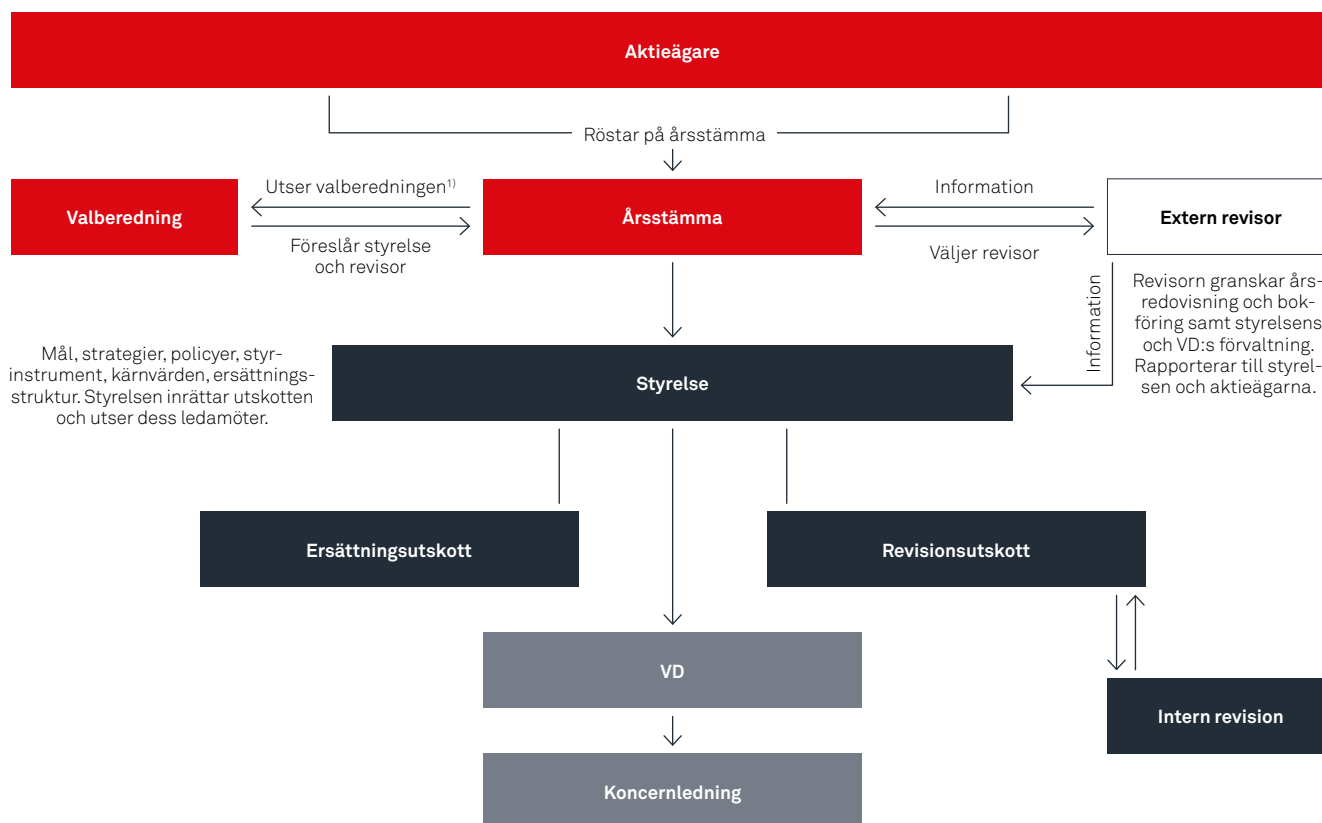 Aktieägare
Röstar på årsstämma
Utser valberedningen¹⁾
Information
Valberedning
Årsstämma
Extern revisor
Föreslår styrelse
och revisor
Väljer revisor
Information
Revisorn granskar års-
redovisning och bok-
föring samt styrelsens
och VD:s förvaltning.
Rapporterar till styrel-
sen och aktieägarna.
Mål, strategier, policyer, styr-
instrument, kärnvärden, ersättnings-
struktur. Styrelsen inrättar utskotten
och utser dess ledamöter.
Styrelse
Ersättningsutskott
Revisionsutskott
VD
Intern revision
Koncernledning